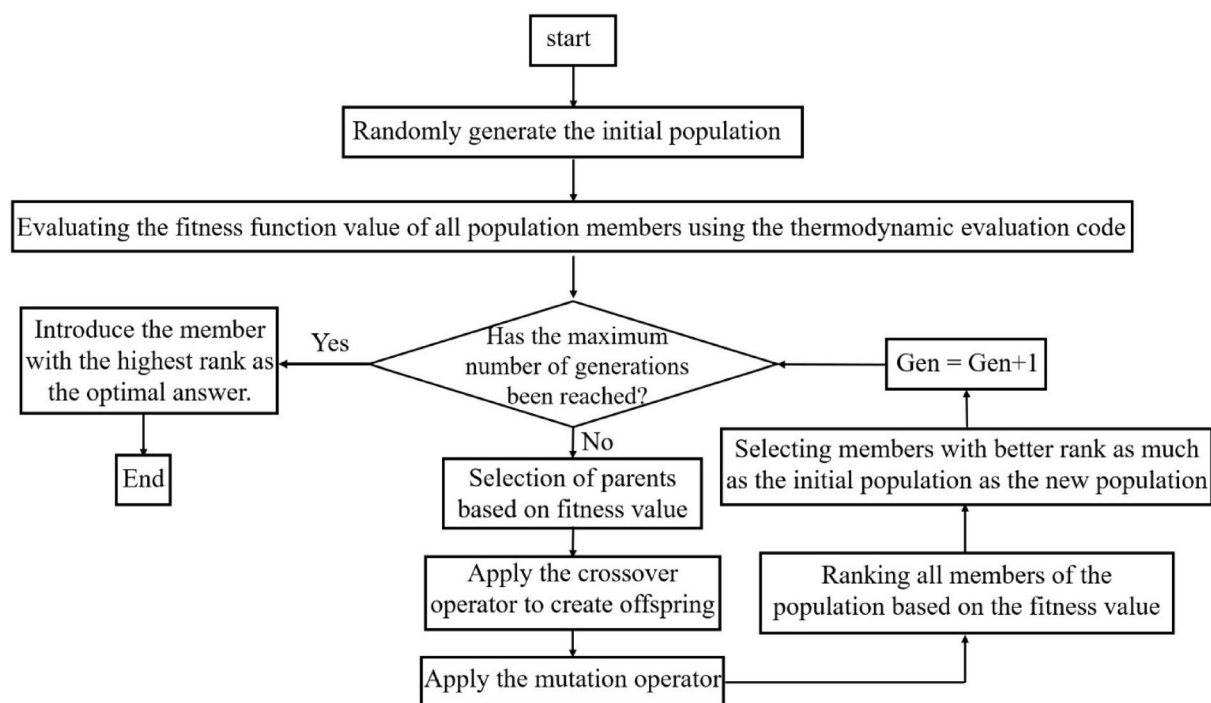 start
Randomly generate the initial population
Evaluating the fitness function value of all population members using the thermodynamic evaluation code
Has the maximum
number of generations
been reached?
Yes
Introduce the member
with the highest rank as
the optimal answer.
End
No
Selection of parents
based on fitness value
Apply the crossover
operator to create offspring
Apply the mutation operator
Ranking all members of the
population based on the fitness value
Selecting members with better rank as much
as the initial population as the new population
Gen = Gen+1